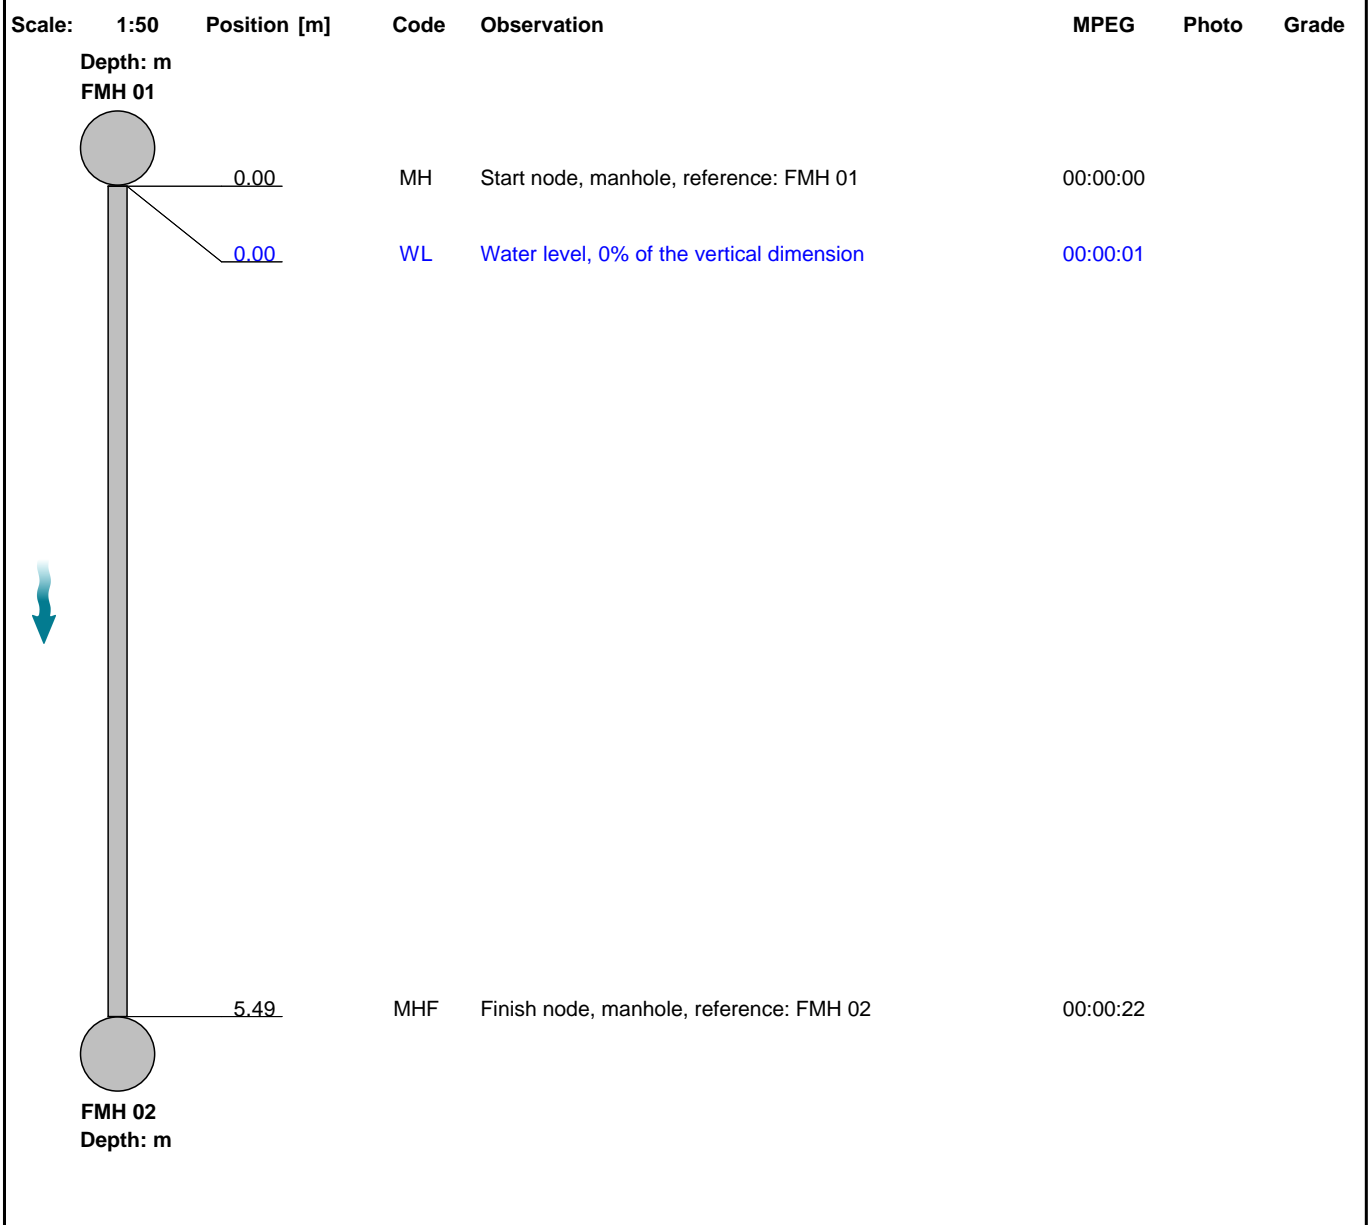 Scale: 1:50 Position [m] Code Observation MPEG Photo Grade
Depth: m
FMH 01
0.00 MH Start node, manhole, reference: FMH 01 00:00:00
0.00 WL Water level, 0% of the vertical dimension 00:00:01
5.49 MHF Finish node, manhole, reference: FMH 02 00:00:22
FMH 02
Depth: m